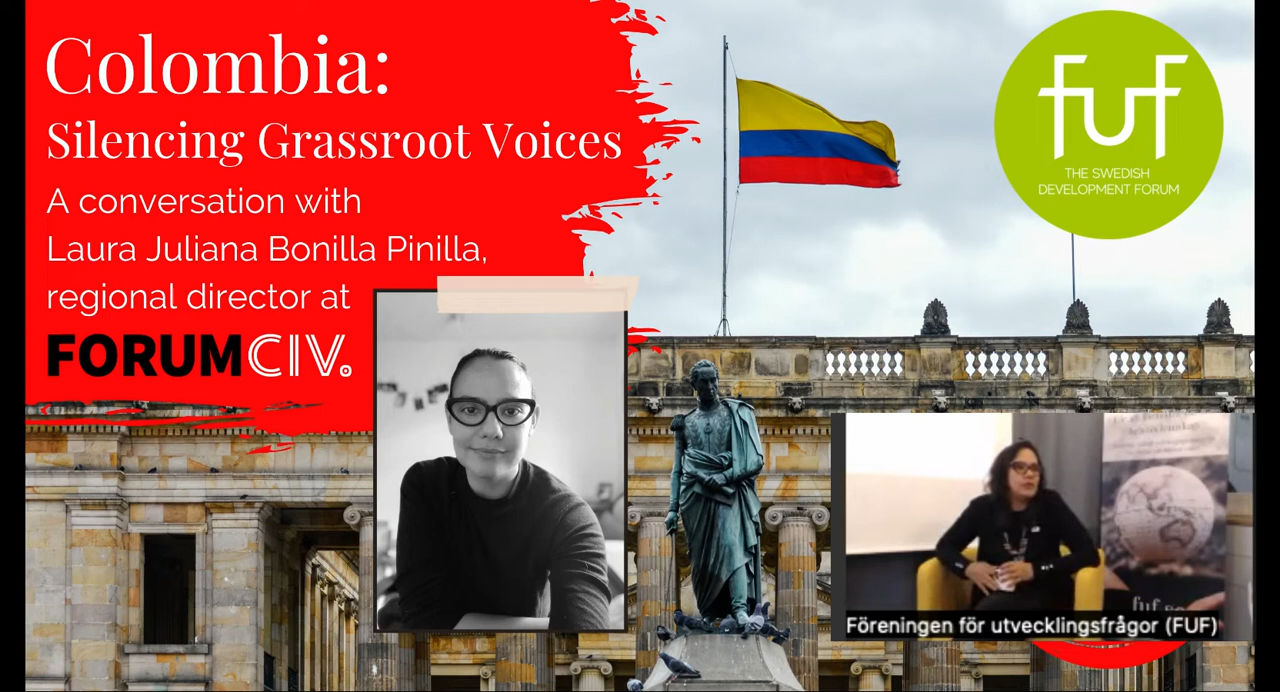 Colombia:
Silencing Grassroot Voices
A conversation with
Laura Juliana Bonilla Pinilla,
regional director at
FORUMCIV.
fuf
THE SWEDISH
DEVELOPMENT FORUM
fuf
Föreningen för utvecklingsfrågor (FUF)